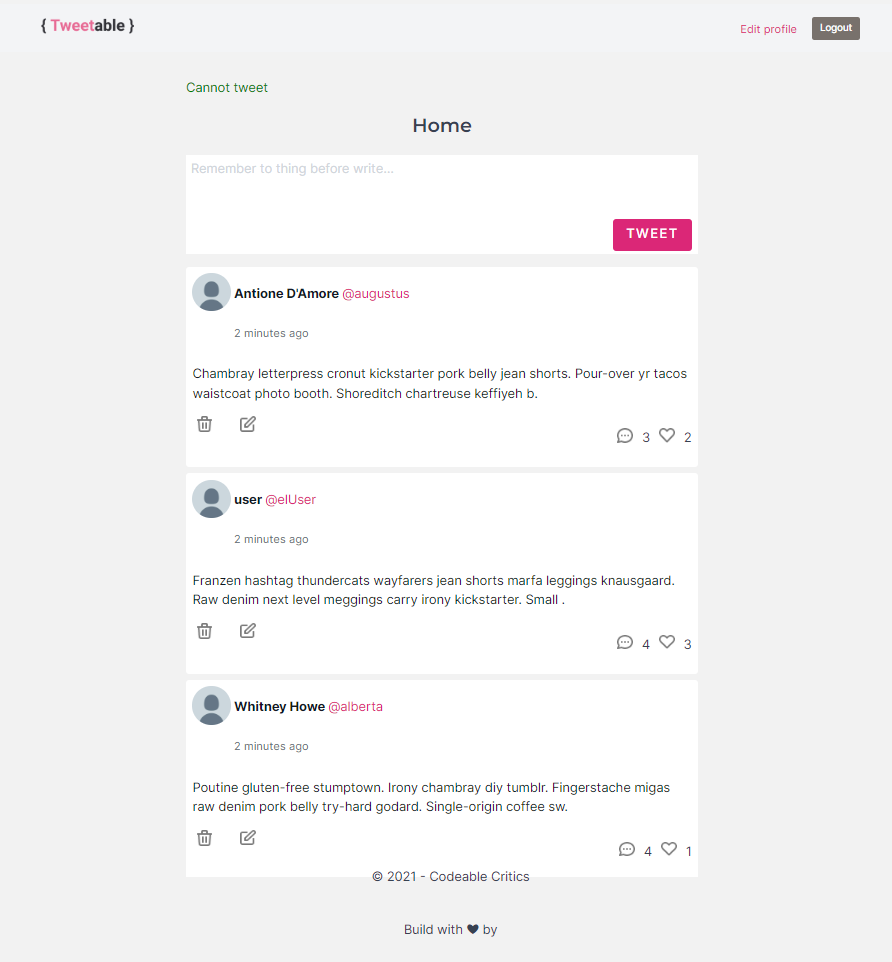 { Tweetable }
Edit profile
Logout
Cannot tweet
Home
Remember to thing before write...
TWEET
Antione D'Amore @augustus
2 minutes ago
Chambray letterpress cronut kickstarter pork belly jean shorts. Pour-over yr tacos
waistcoat photo booth. Shoreditch chartreuse keffiyeh b.
3 2
user @elUser
2 minutes ago
Franzen hashtag thundercats wayfarers jean shorts marfa leggings knausgaard.
Raw denim next level meggings carry irony kickstarter. Small .
4 3
Whitney Howe @alberta
2 minutes ago
Poutine gluten-free stumptown. Irony chambray diy tumblr. Fingerstache migas
raw denim pork belly try-hard godard. Single-origin coffee sw.
4 1
© 2021 - Codeable Critics
Build with ♥ by